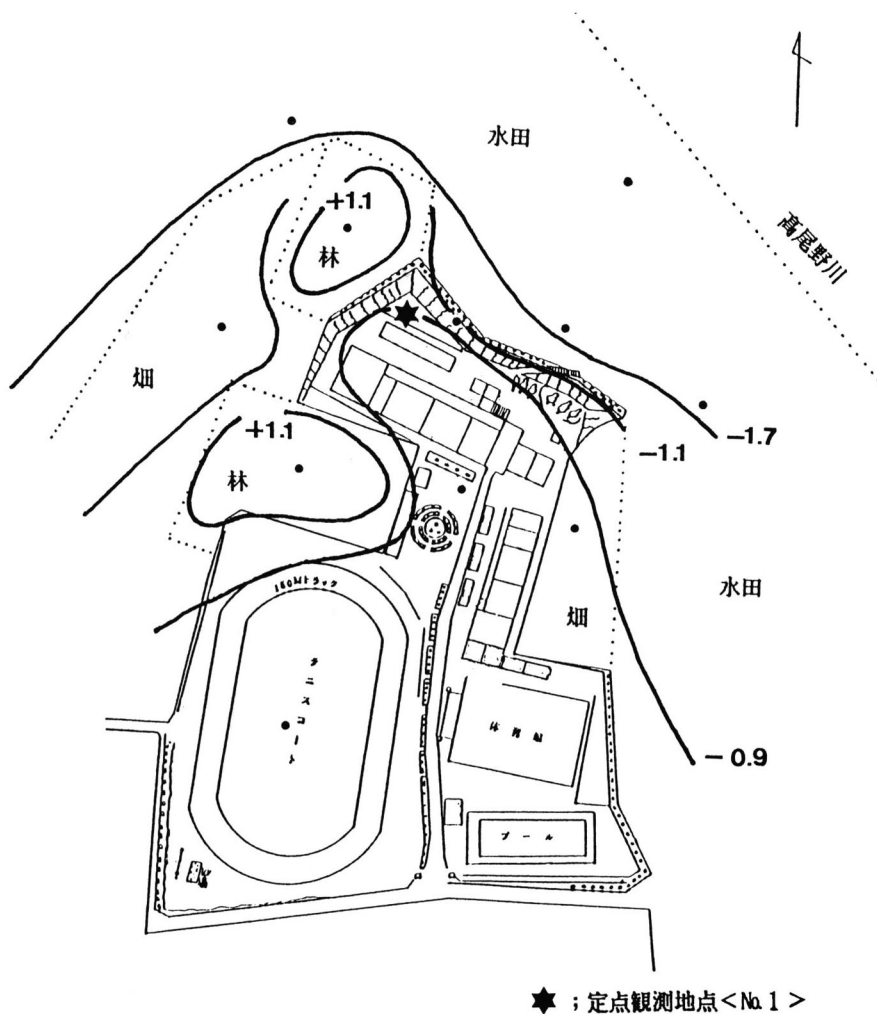 水田
+1.1
林
髙尾野川
畑
+1.1
林
−1.1
−1.7
水田
畑
150Mトラック
テニスコート
体育館
−0.9
プール
★ ；定点観測地点＜No.1＞